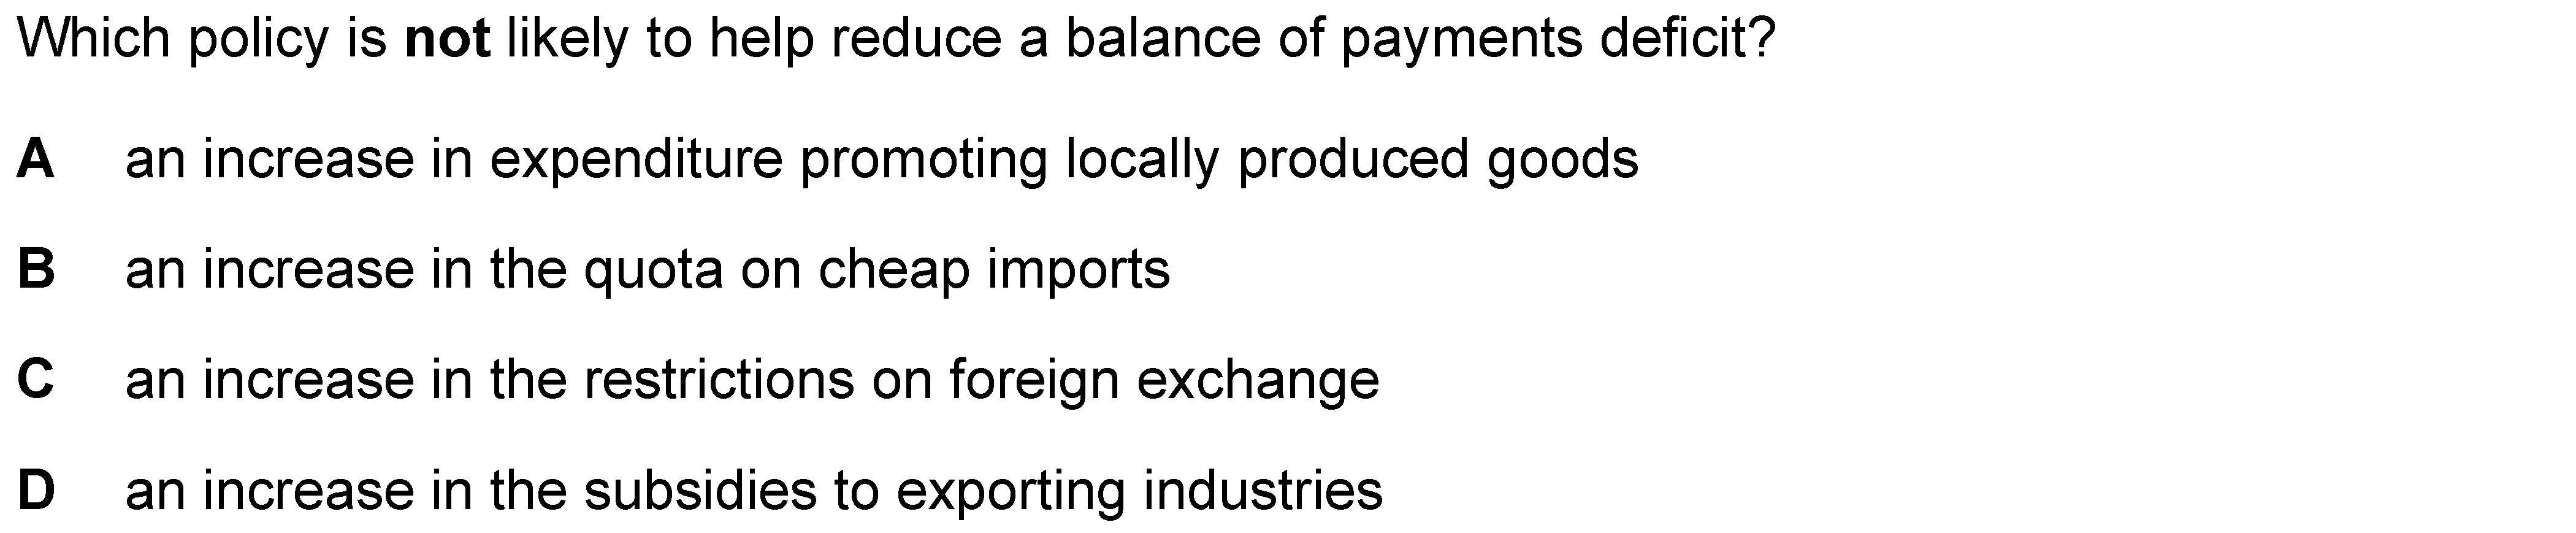 Which policy is not likely to help reduce a balance of payments deficit?
A an increase in expenditure promoting locally produced goods
B an increase in the quota on cheap imports
C an increase in the restrictions on foreign exchange
D an increase in the subsidies to exporting industries